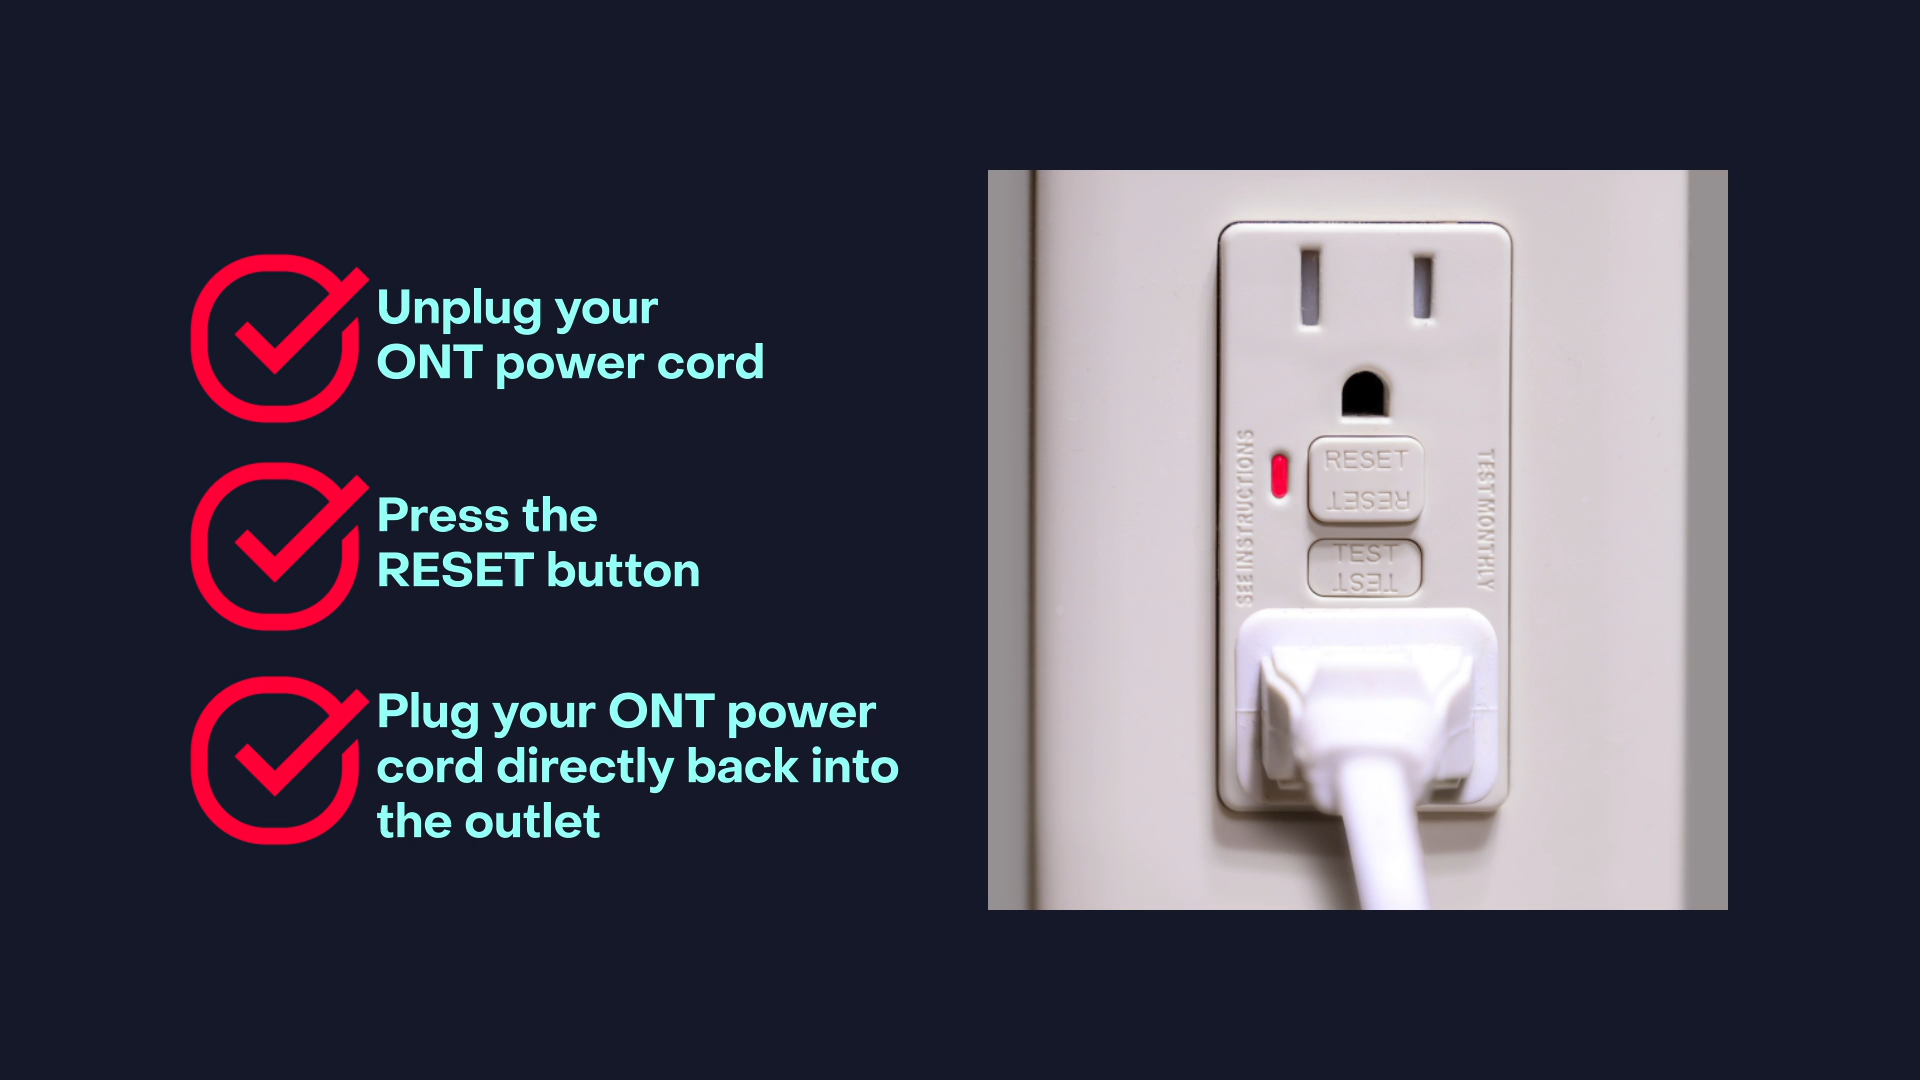 Unplug your
ONT power cord
Press the
RESET button
Plug your ONT power
cord directly back into
the outlet
SEE INSTRUCTIONS
RESET
RESET
TEST
TEST
TEST MONTHLY